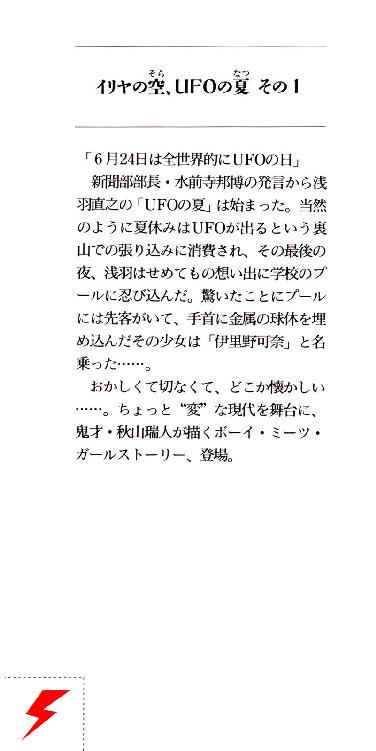 イリヤの空、UFOの夏 その1
「6月24日は全世界的にUFOの日」
新聞部部長・水前寺邦博の発言から浅
羽直之の「UFOの夏」は始まった。当然
のように夏休みはUFOが出るという裏
山での張り込みに消費され、その最後の
夜、浅羽はせめてもの想い出に学校のプ
ールに忍び込んだ。驚いたことにプール
には先客がいて、手首に金属の球体を埋
め込んだその少女は「伊里野可奈」と名
乗った……。
おかしくて切なくて、どこか懐かしい
……。ちょっと“変”な現代を舞台に、
鬼才・秋山瑞人が描くボーイ・ミーツ・
ガールストーリー、登場。